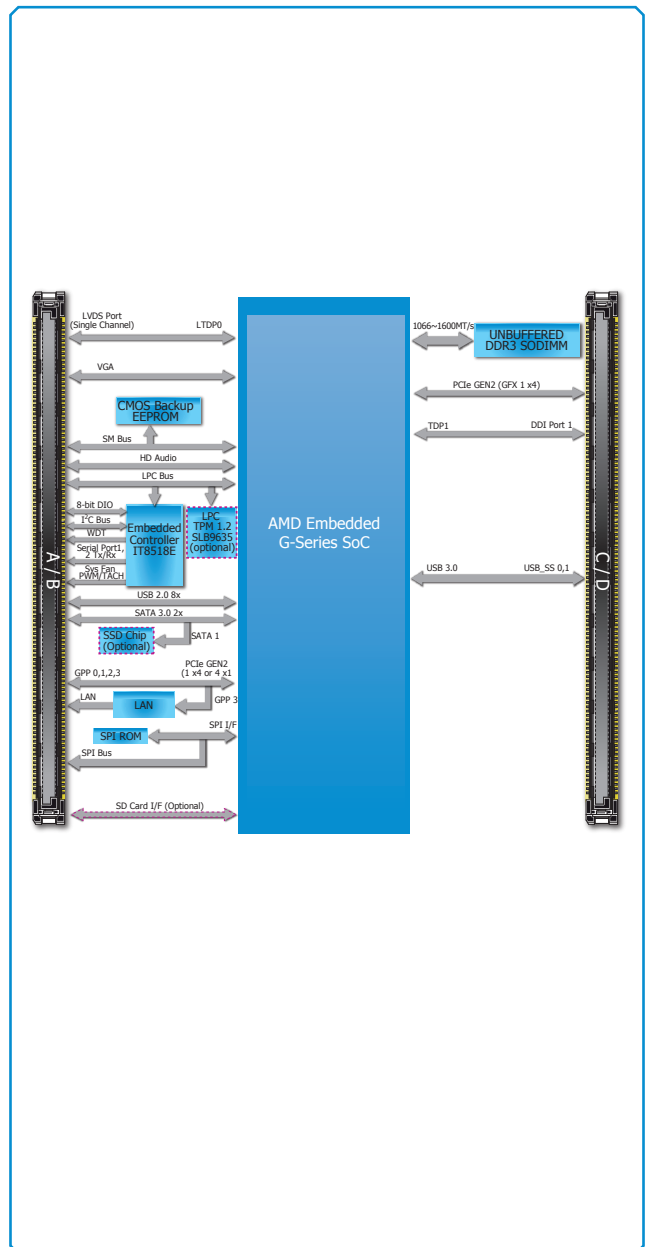 LVDS Port
(Single Channel)
LTDP0
VGA
CMOS Backup
EEPROM
SM Bus
HD Audio
LPC Bus
8-bit DIO
I²C Bus
WDT
Serial Port1,
2 Tx/Rx
Sys Fan
PWM/TACH
Embedded
Controller
IT8518E
LPC
TPM 1.2
SLB9635
(optional)
USB 2.0 8x
SATA 3.0 2x
SSD Chip
(Optional)
SATA 1
PCIe GEN2
(1 x4 or 4 x1
GPP 0,1,2,3
LAN
LAN
GPP 3
SPI I/F
SPI ROM
SPI Bus
SD Card I/F (Optional)
A / B
AMD Embedded
G-Series SoC
1066~1600MT/s
UNBUFFERED
DDR3 SODIMM
PCIe GEN2 (GFX 1 x4)
TDP1
DDI Port 1
USB 3.0
USB_SS 0,1
C / D